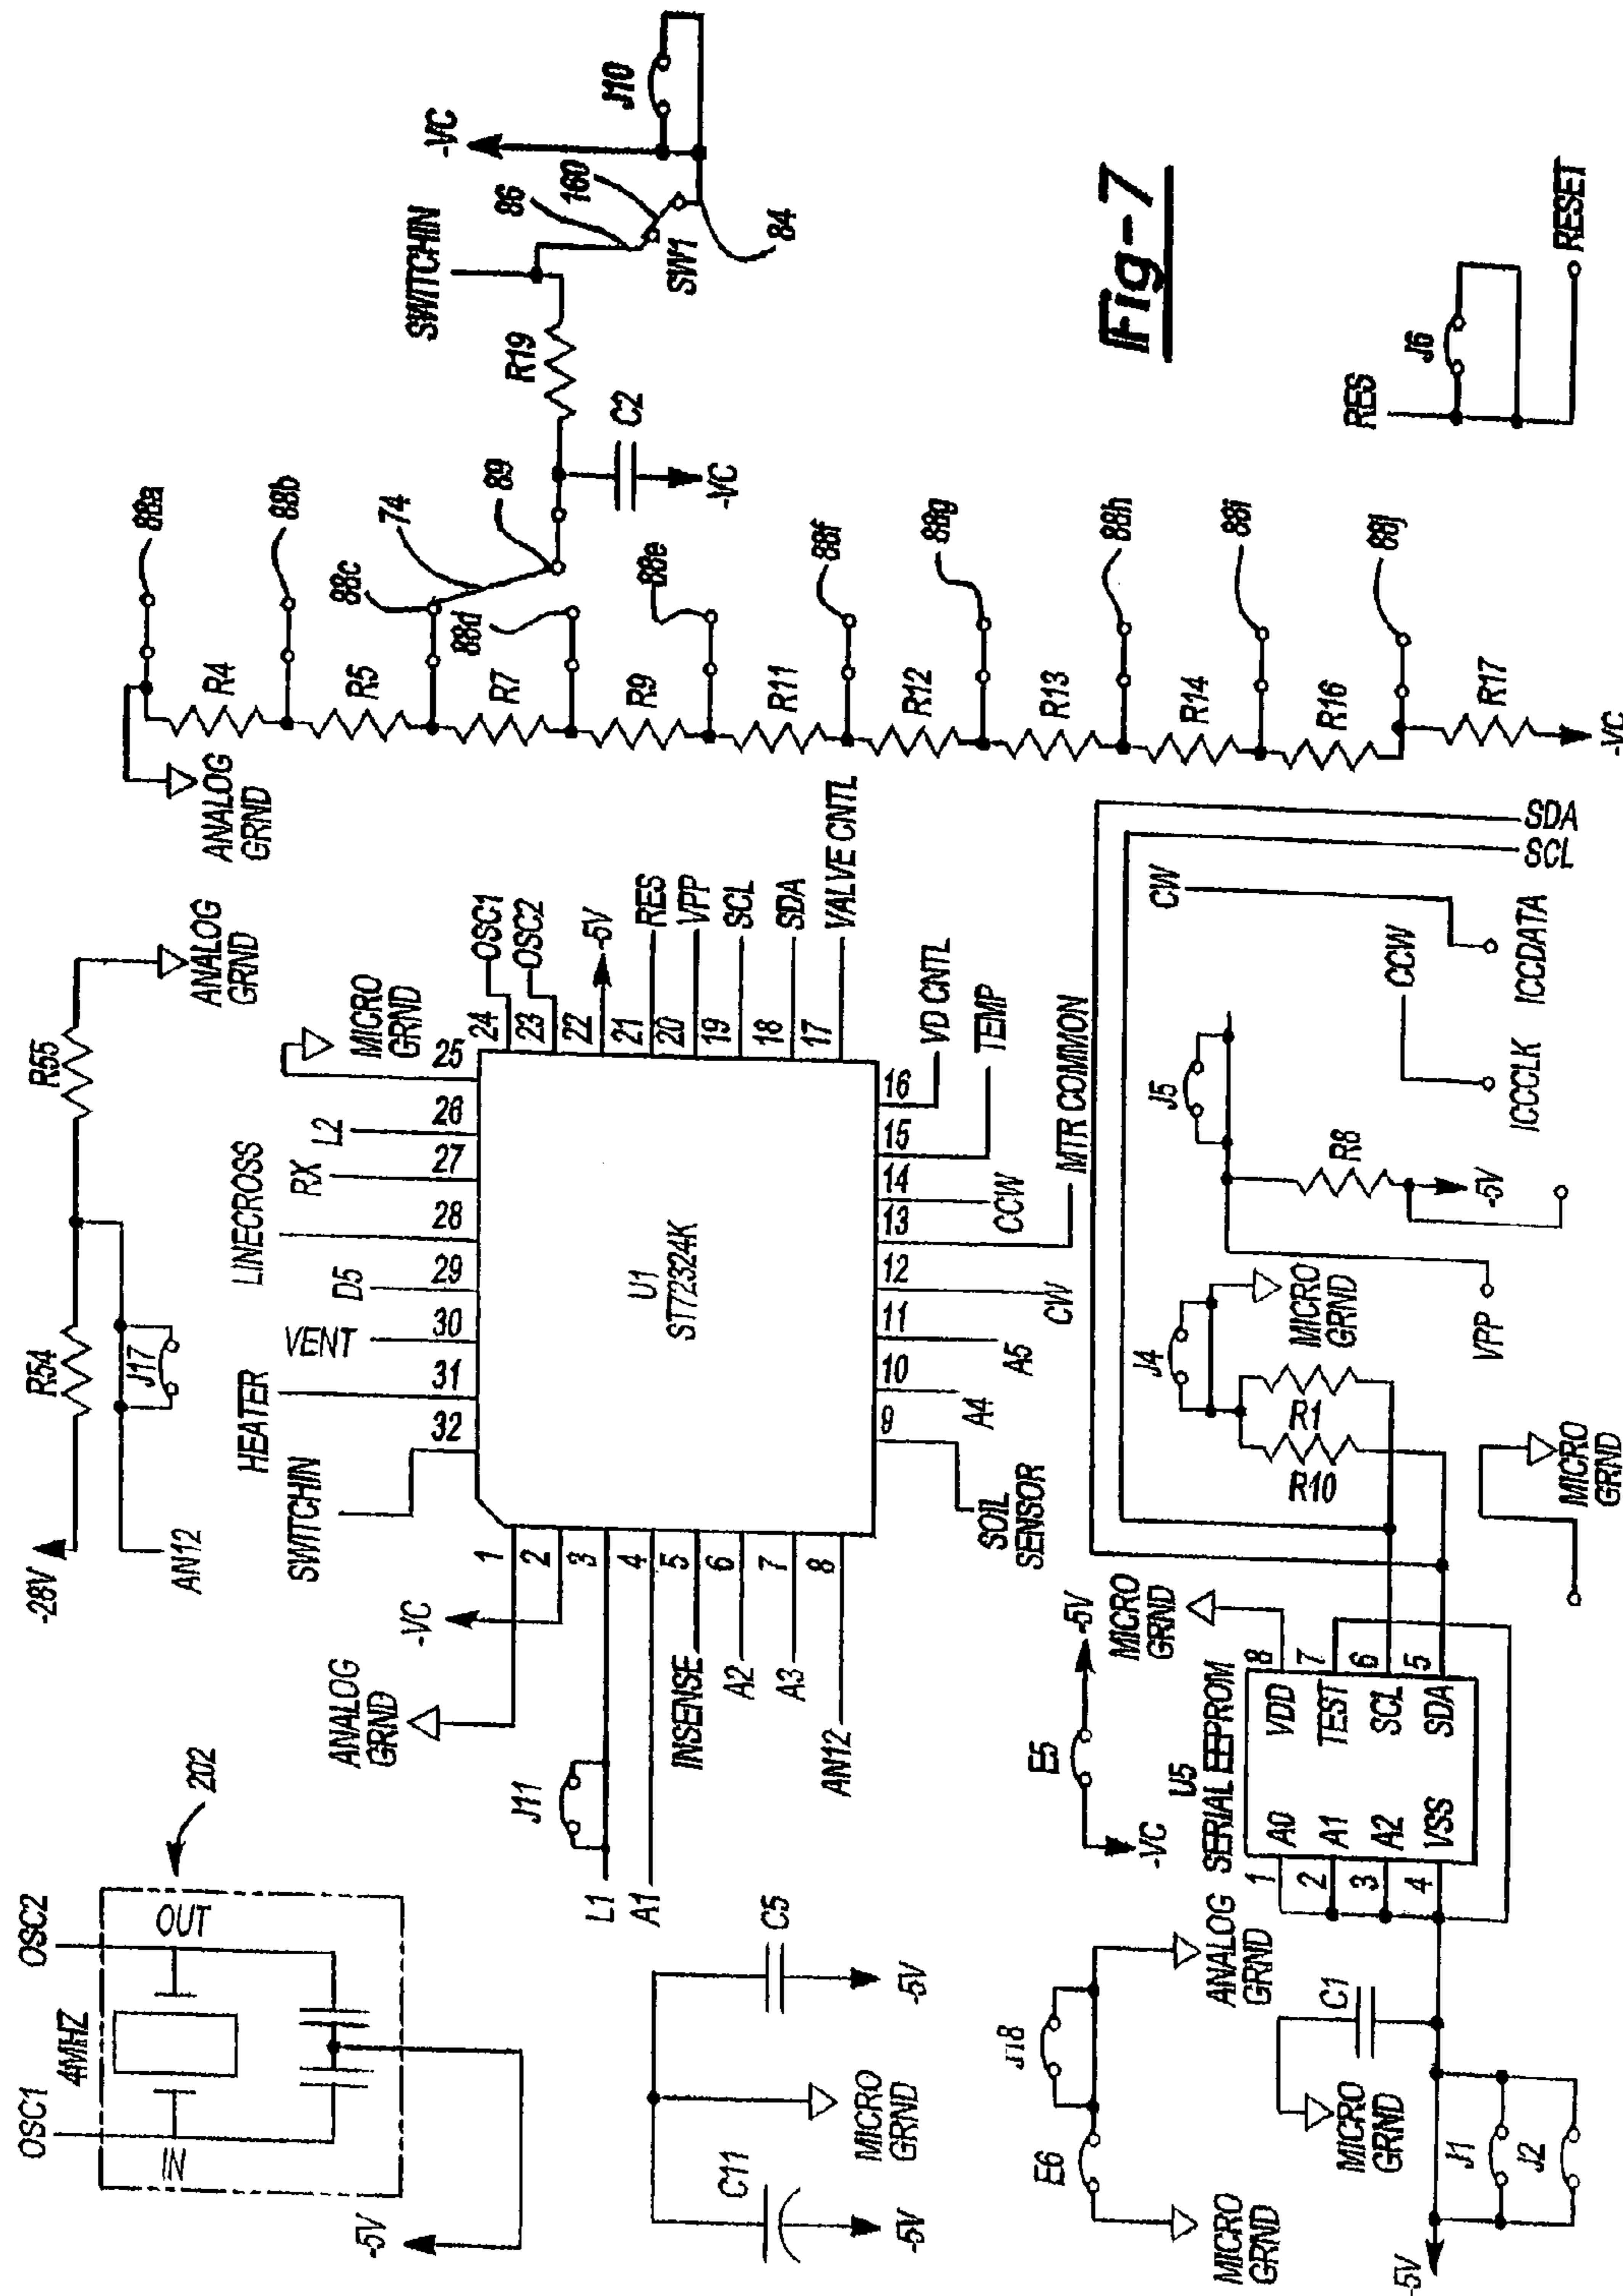 OSC1
OSC2
4MHZ
IN
OUT
202
-5V
-28V
R54
R55
J17
AN12
ANALOG
GRND
C11
C5
-5V
MICRO
GRND
-5V
SWITCHIN
HEATER
VENT
D5
LINECROSS
RX
L2
MICRO
GRND
32
31
30
29
28
27
26
25
ANALOG
GRND
-VC
J11
L1
A1
INSENSE
A2
A3
AN12
1
2
3
4
5
6
7
8
U1
ST72324K
24
23
22
21
20
19
18
17
OSC1
OSC2
-5V
RES
VPP
SCL
SDA
VALVE CNTL
9
10
11
12
13
14
15
16
SOIL
SENSOR
A4
A5
CW
MTR COMMON
CCW
TEMP
VD CNTL
ANALOG
GRND
R4
R5
R7
R9
R11
R12
R13
R14
R16
R17
-VC
88a
88b
88c
88d
88e
88f
88g
88h
88i
88j
74
89
C2
-VC
R19
SWITCHIN
86
160
SW1
84
-VC
J10
E6
J18
MICRO
GRND
ANALOG
GRND
E5
-VC
-5V
MICRO
GRND
C1
J1
J2
-5V
U5
SERIAL EEPROM
1
2
3
4
A0
A1
A2
VSS
VDD
TEST
SCL
SDA
8
7
6
5
MICRO
GRND
J4
R1
R10
MICRO
GRND
MICRO
GRND
J5
R8
-5V
VPP
CCW
CW
ICCCLK
ICCDATA
SCL
SDA
RES
J6
RESET
Fig-7